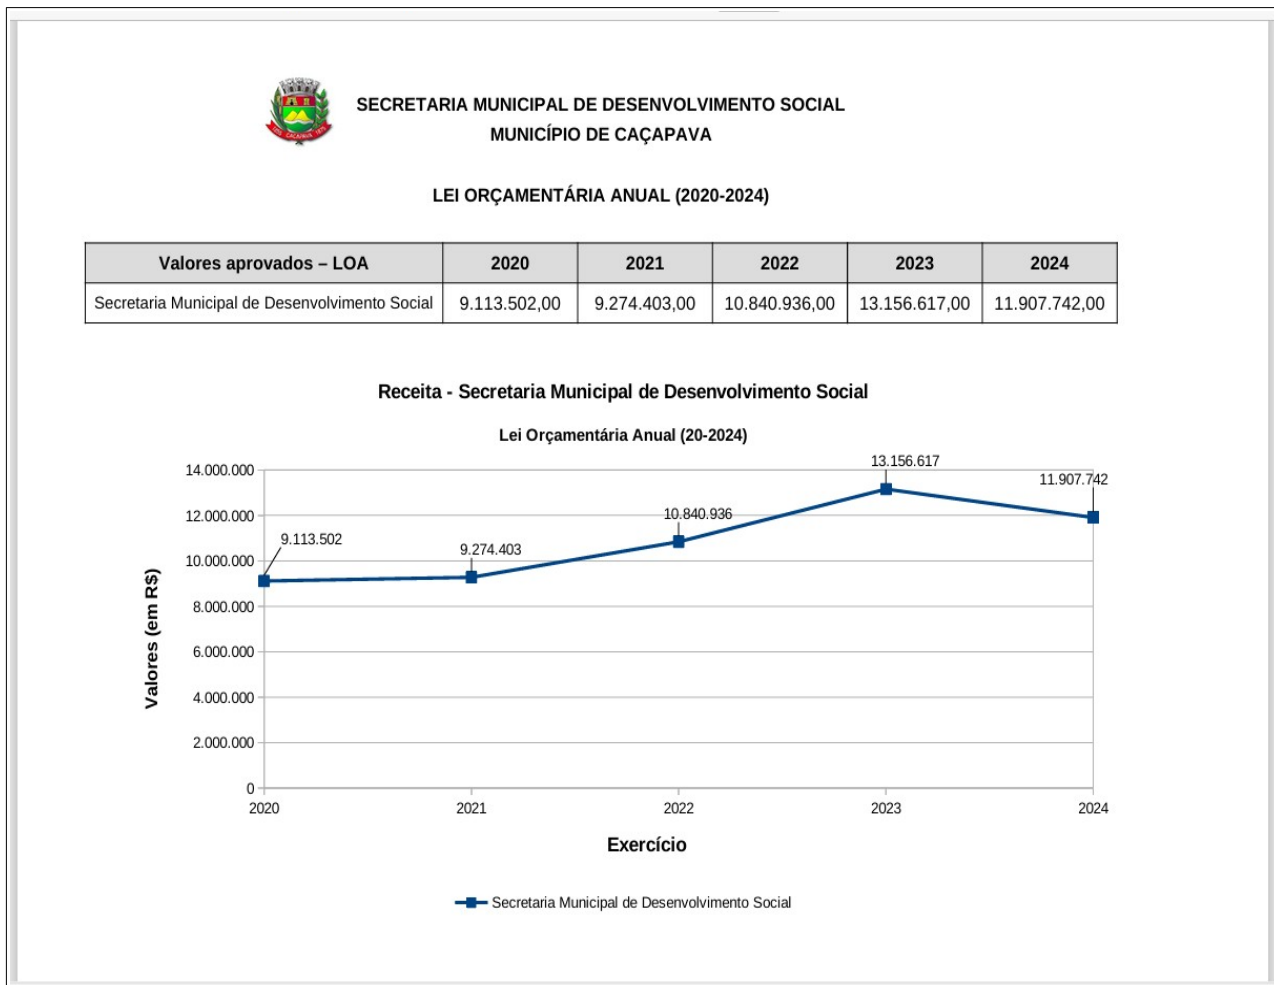 SECRETARIA MUNICIPAL DE DESENVOLVIMENTO SOCIAL
MUNICÍPIO DE CAÇAPAVA
CAÇAPAVA
LEI ORÇAMENTÁRIA ANUAL (2020-2024)
Valores aprovados – LOA 2020 2021 2022 2023 2024
Secretaria Municipal de Desenvolvimento Social 9.113.502,00 9.274.403,00 10.840.936,00 13.156.617,00 11.907.742,00
Receita - Secretaria Municipal de Desenvolvimento Social
Lei Orçamentária Anual (20-2024)
Valores (em R$)
14.000.000
12.000.000
10.000.000
8.000.000
6.000.000
4.000.000
2.000.000
0
9.113.502
9.274.403
10.840.936
13.156.617
11.907.742
2020 2021 2022 2023 2024
Exercício
Secretaria Municipal de Desenvolvimento Social